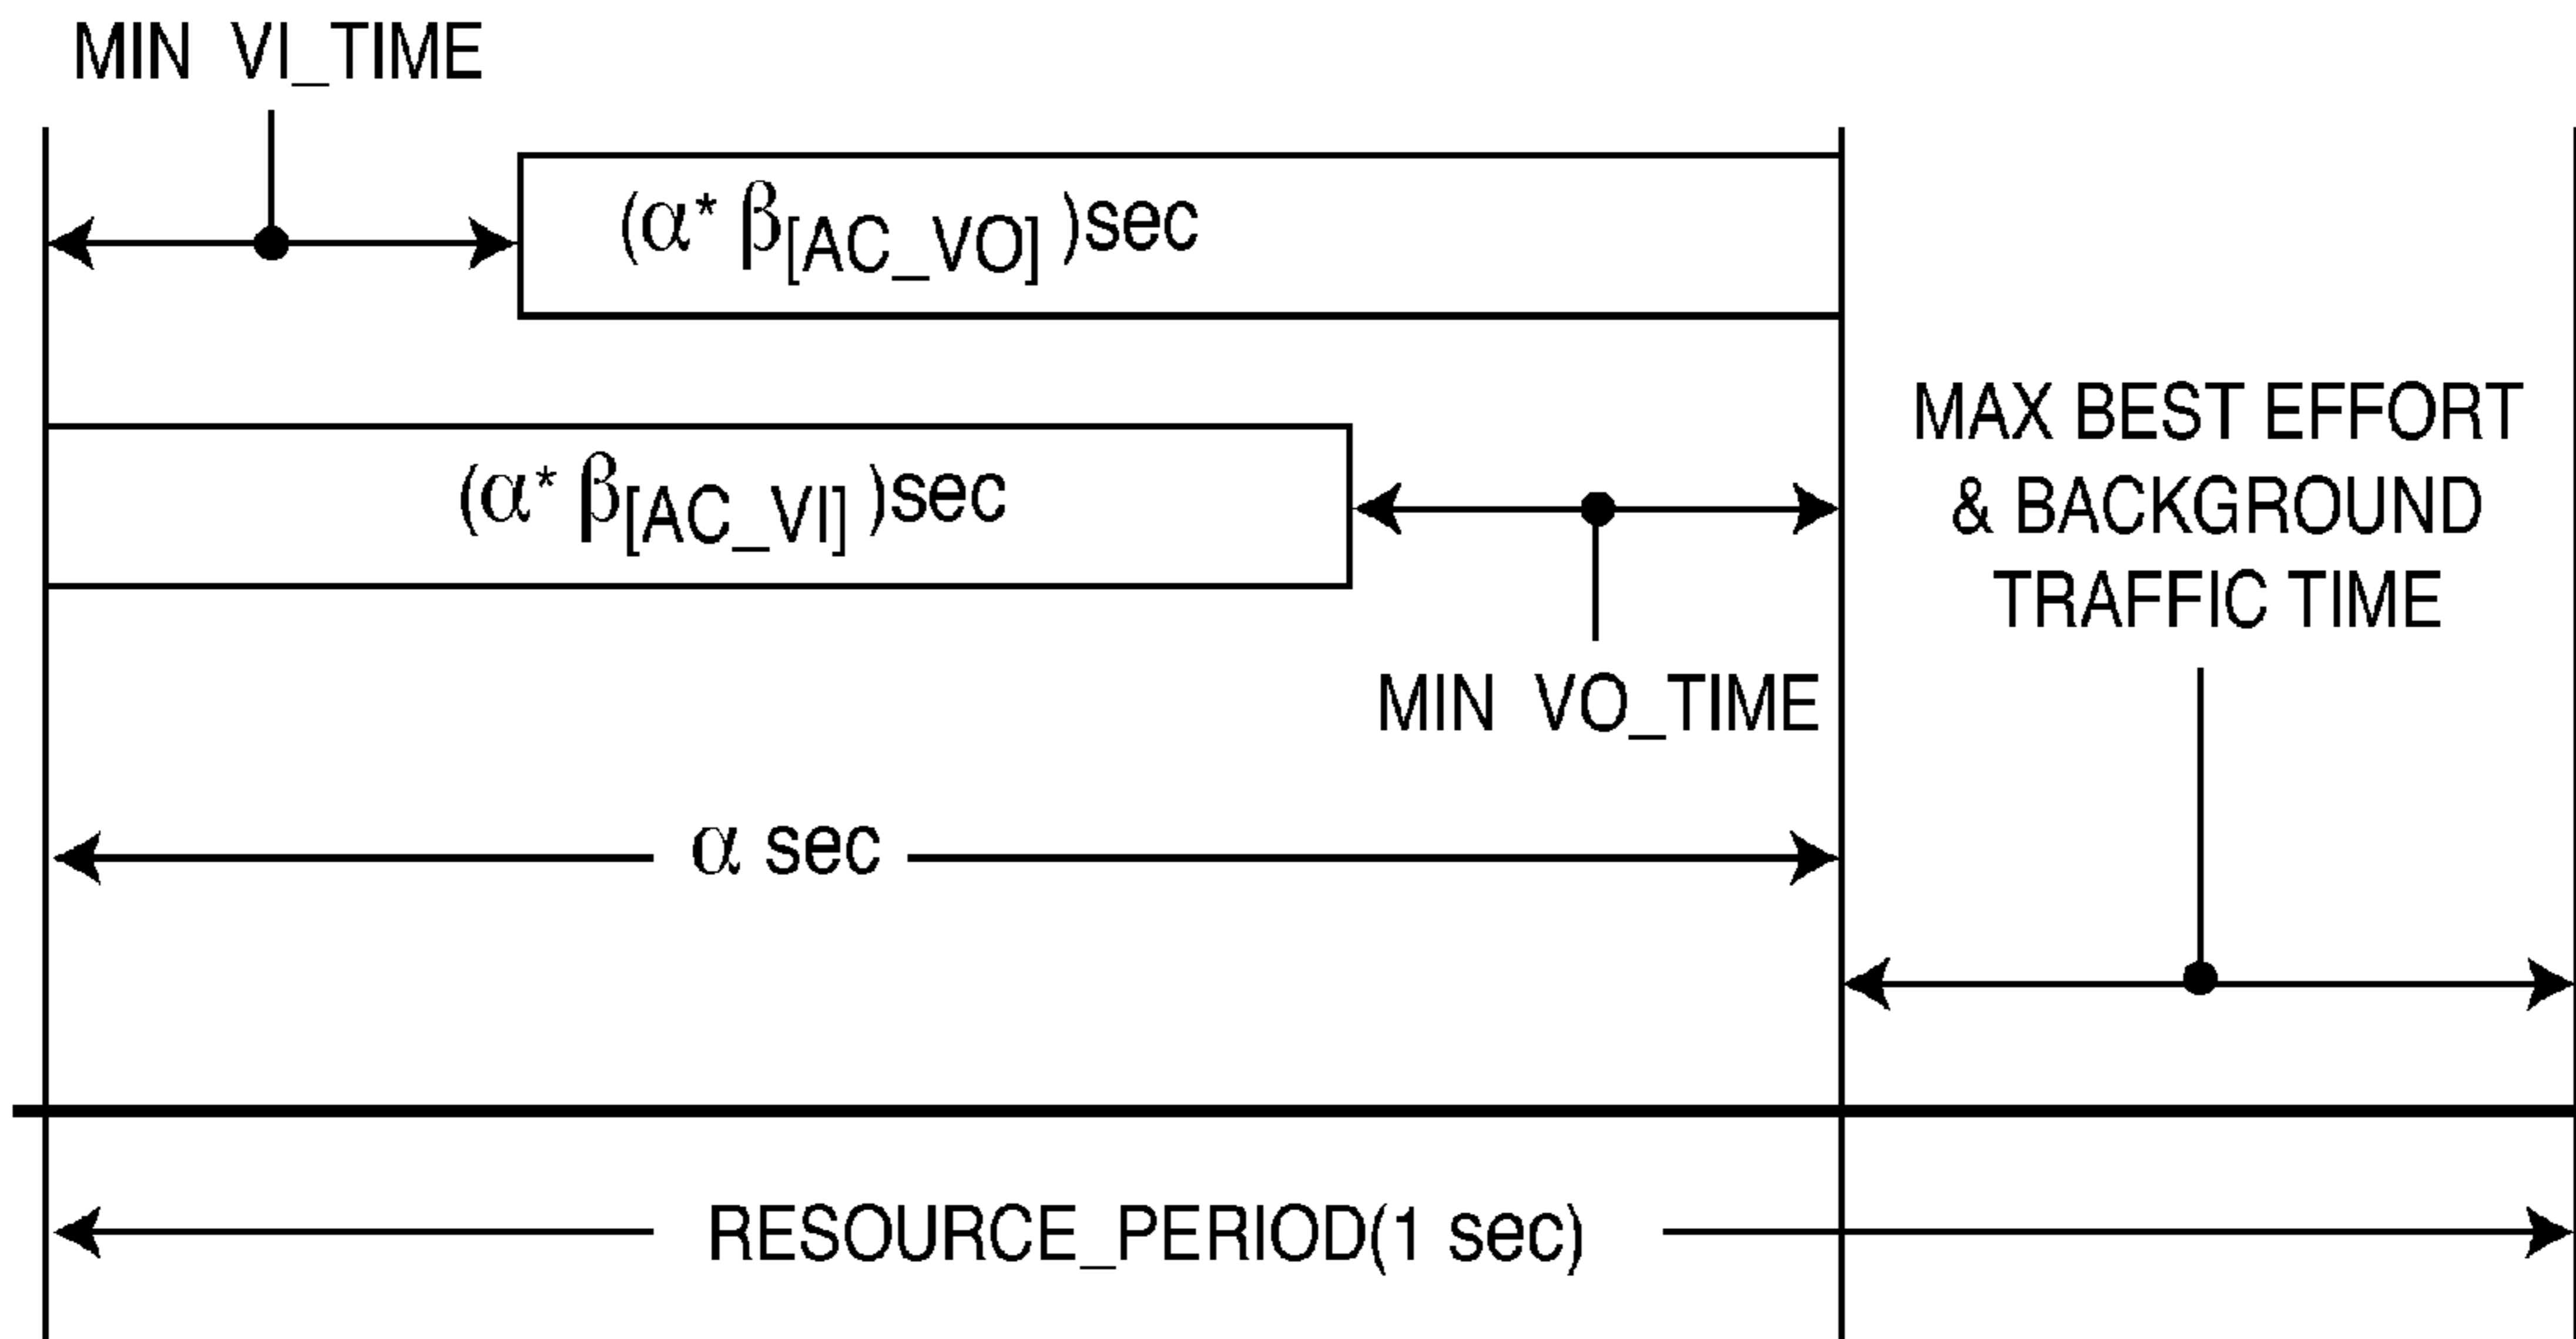 MIN VI_TIME
(α* β[AC_VO] )sec
(α* β[AC_VI] )sec
MAX BEST EFFORT
& BACKGROUND
TRAFFIC TIME
MIN VO_TIME
α sec
RESOURCE_PERIOD(1 sec)